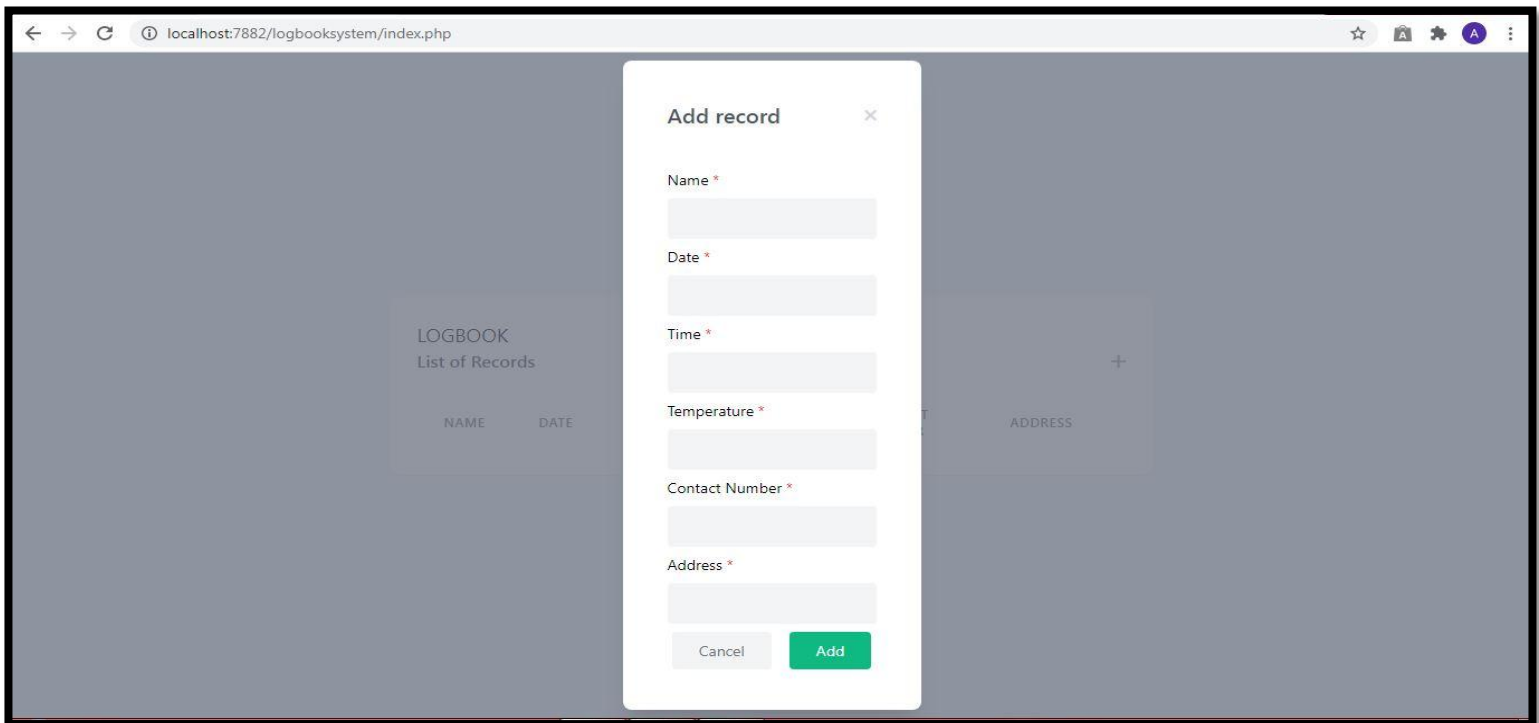 localhost:7882/logbooksystem/index.php
A
A
Add record
Name *
Date *
Time *
Temperature *
Contact Number *
Address *
Cancel Add
LOGBOOK
List of Records
NAME DATE ADDRESS